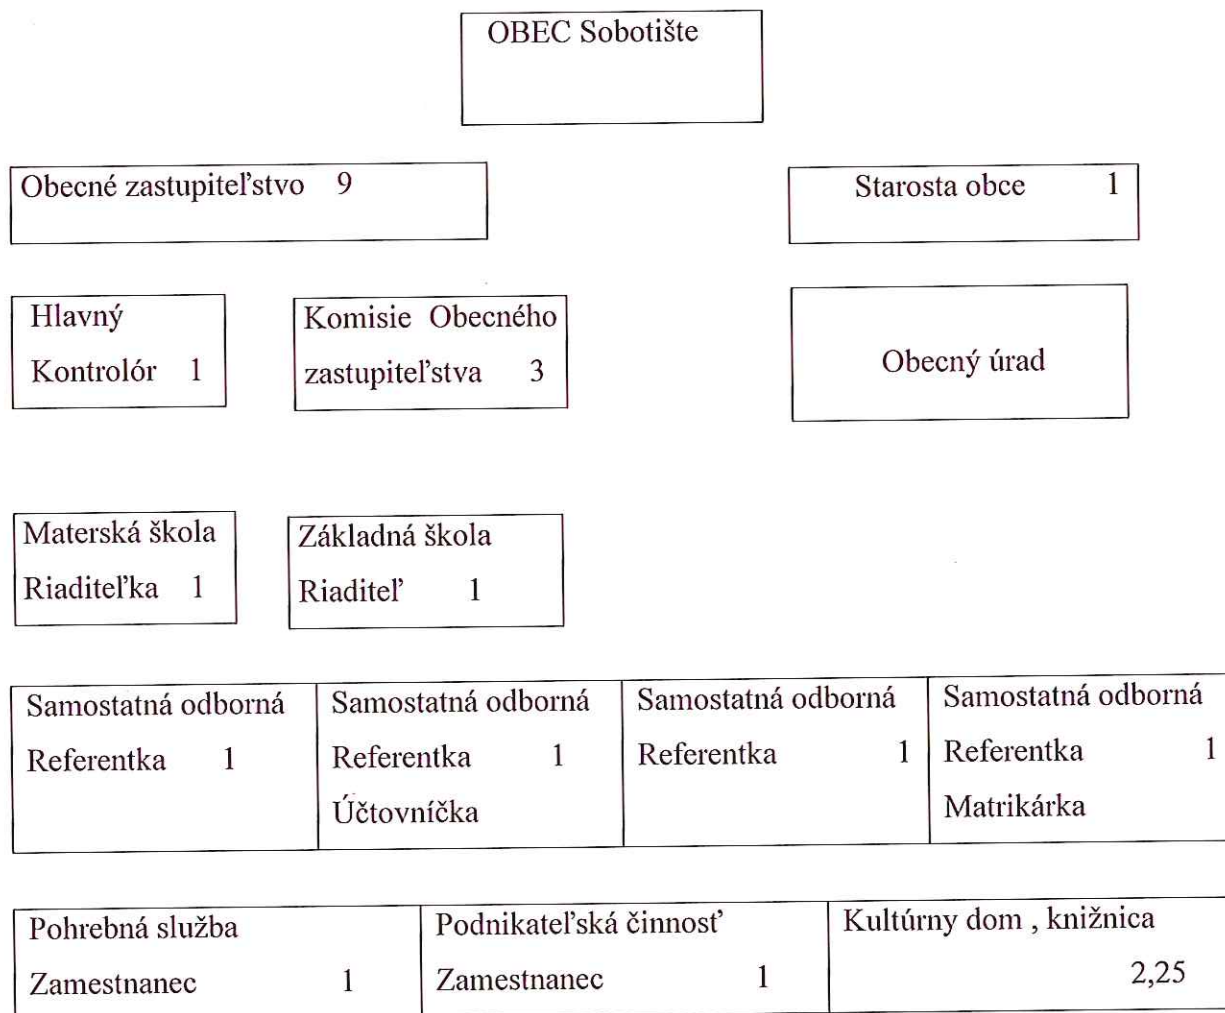 OBEC Sobotište
Obecné zastupiteľstvo 9
Starosta obce 1
Hlavný
Kontrolór 1
Komisie Obecného
zastupiteľstva 3
Obecný úrad
Materská škola
Riaditeľka 1
Základná škola
Riaditeľ 1
Samostatná odborná
Referentka 1
Samostatná odborná
Referentka 1
Účtovníčka
Samostatná odborná
Referentka 1
Samostatná odborná
Referentka 1
Matrikárka
Pohrebná služba
Zamestnanec 1
Podnikateľská činnosť
Zamestnanec 1
Kultúrny dom , knižnica
2,25